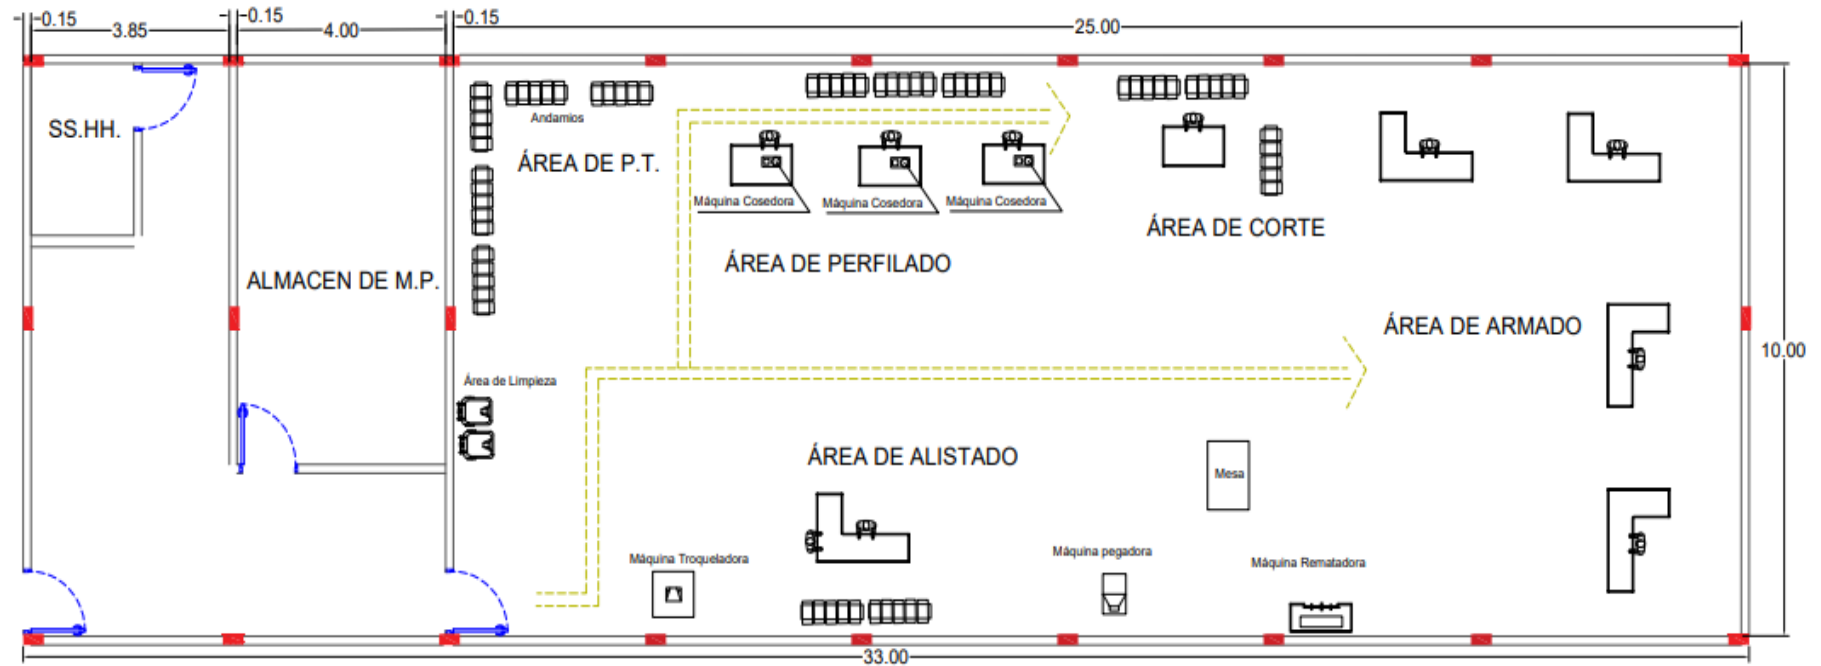 0.15
3.85
0.15
4.00
0.15
25.00
SS.HH.
Andamios
ÁREA DE P.T.
Máquina Cosedora
Máquina Cosedora
Máquina Cosedora
ÁREA DE CORTE
ÁREA DE PERFILADO
ALMACEN DE M.P.
ÁREA DE ARMADO
10.00
Área de Limpieza
ÁREA DE ALISTADO
Mesa
Máquina Troqueladora
Máquina pegadora
Máquina Rematadora
33.00